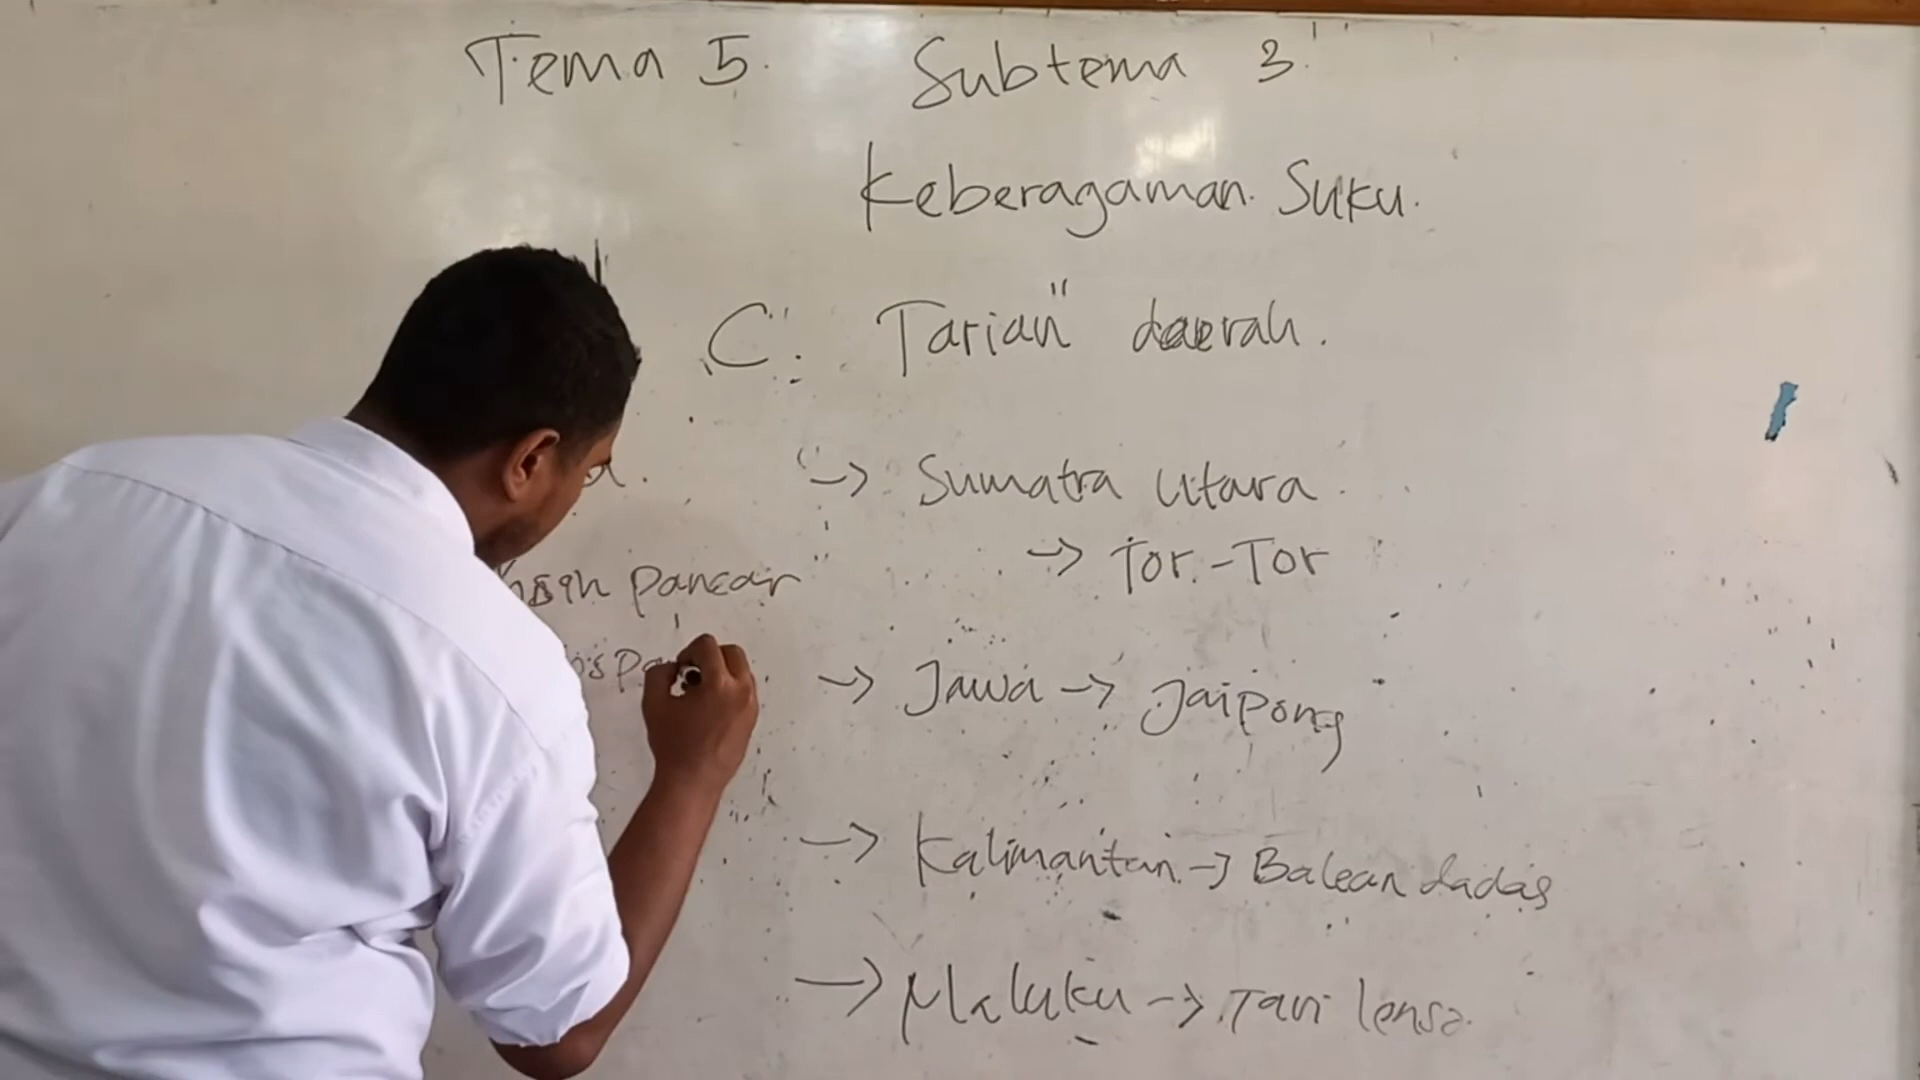 Tema 5. Subtema 3.
Keberagaman Suku.
C. Tarian" daerah.
-> Sumatra Utara
-> Tor-Tor
pancar
-> Jawa -> Jaipong
-> Kalimantan -> Balean dadas
-> Maluku -> Tari lenso